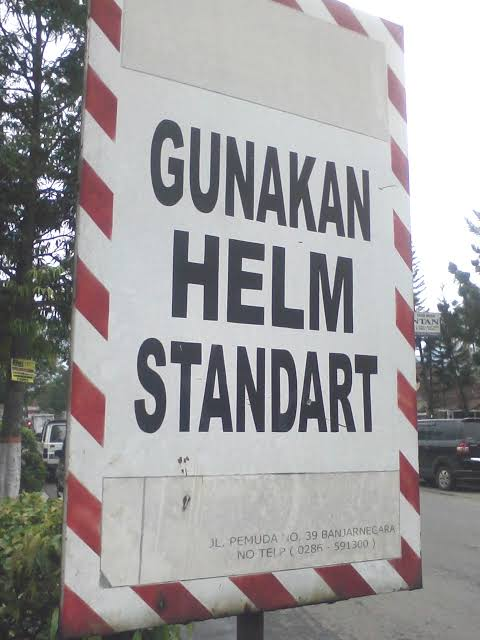 GUNAKAN
HELM
STANDART
JL. PEMUDA NO. 39 BANJARNEGARA
NO TELP ( 0286 - 591300 )